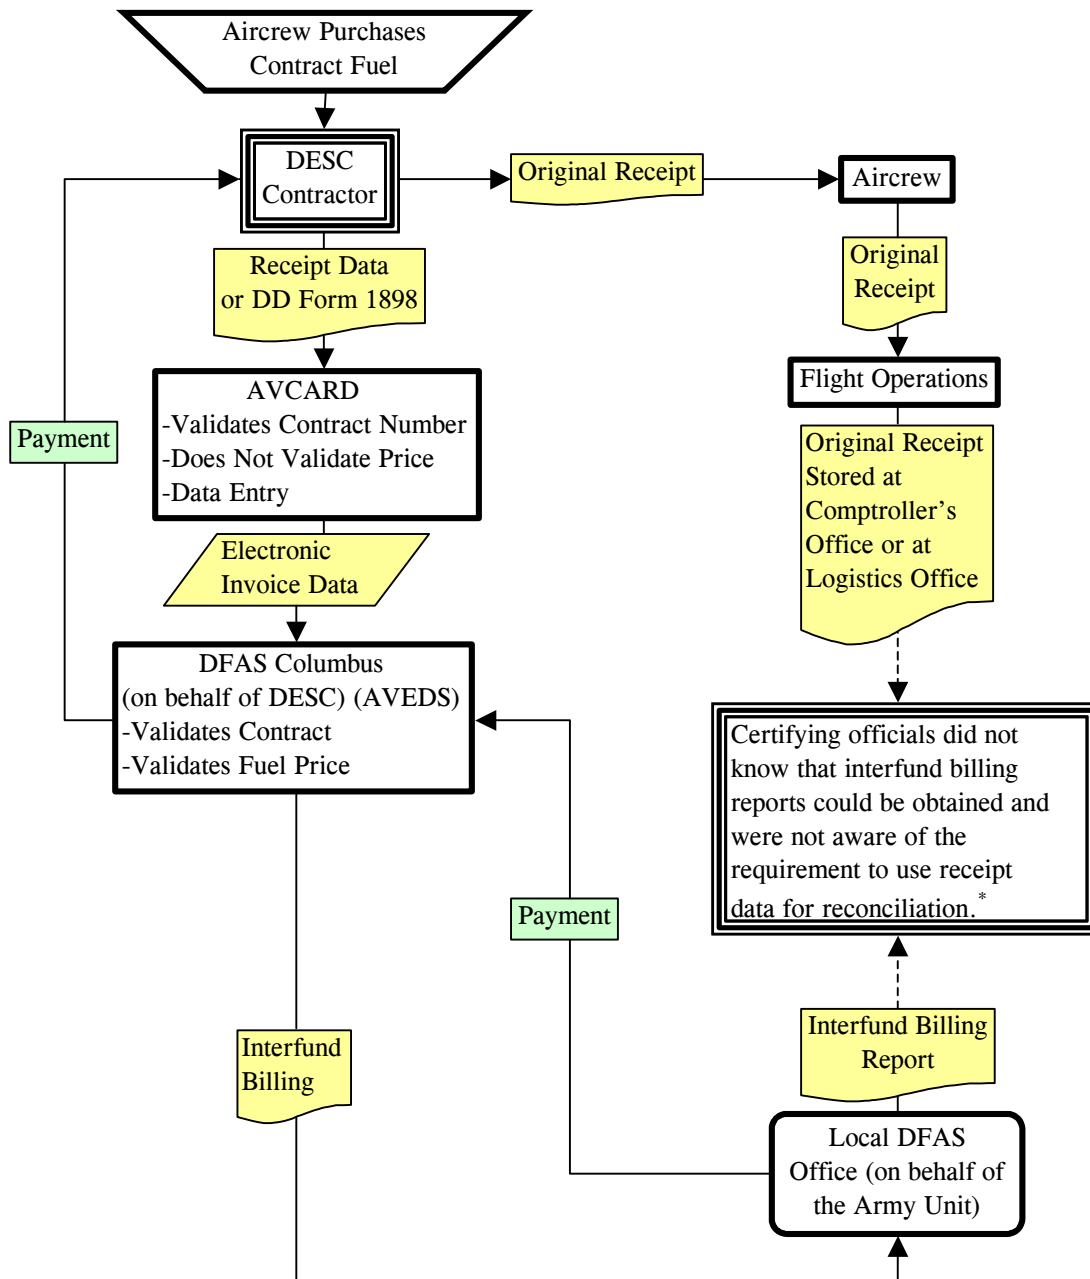 Aircrew Purchases
Contract Fuel
DESC
Contractor
Original Receipt
Aircrew
Receipt Data
or DD Form 1898
Original
Receipt
AVCARD
-Validates Contract Number
-Does Not Validate Price
-Data Entry
Flight Operations
Payment
Original Receipt
Stored at
Comptroller’s
Office or at
Logistics Office
Electronic
Invoice Data
DFAS Columbus
(on behalf of DESC) (AVEDS)
-Validates Contract
-Validates Fuel Price
Certifying officials did not
know that interfund billing
reports could be obtained and
were not aware of the
requirement to use receipt
data for reconciliation.*
Payment
Interfund
Billing
Interfund Billing
Report
Local DFAS
Office (on behalf of
the Army Unit)